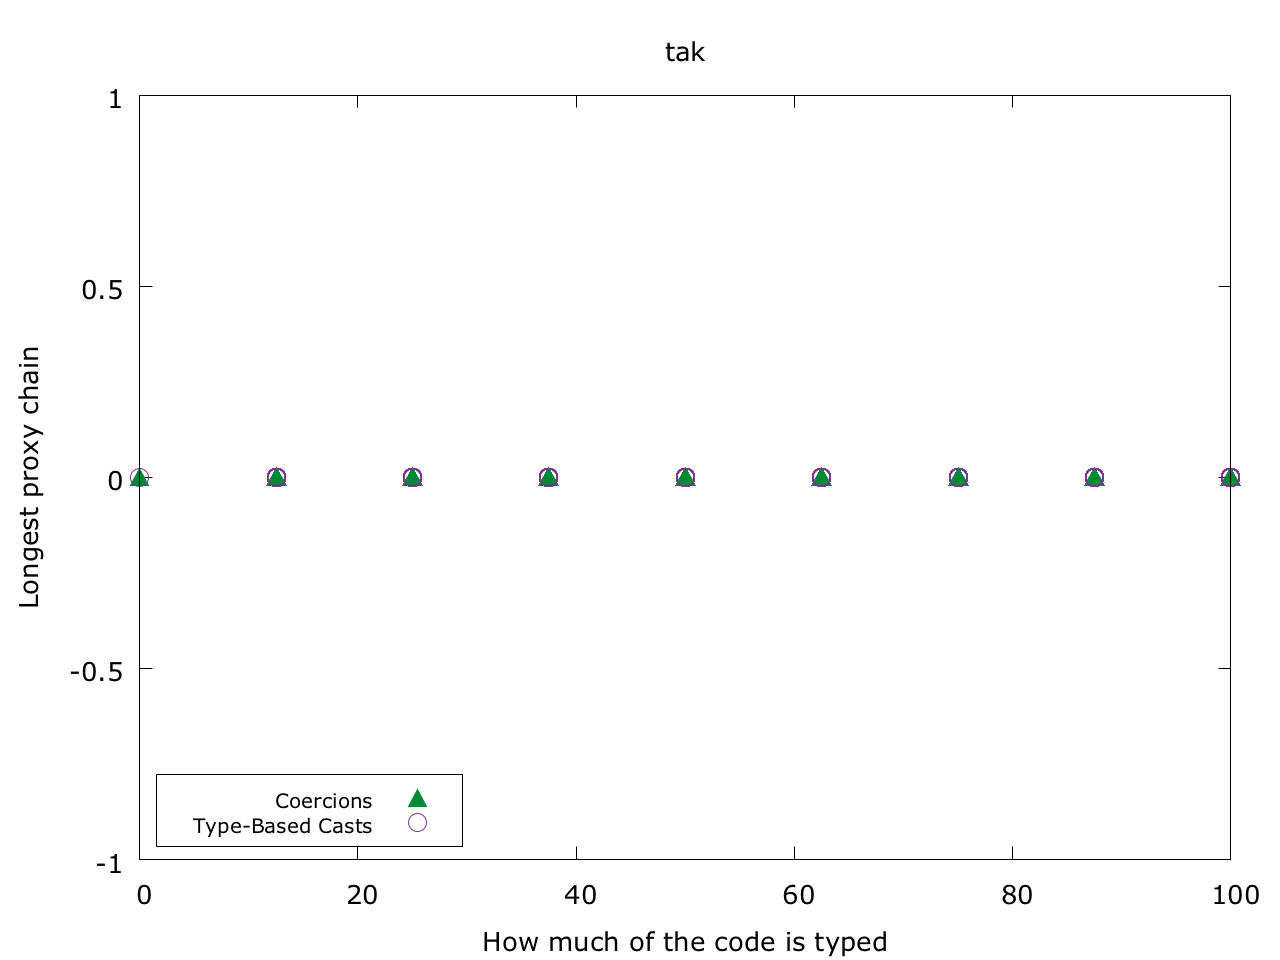 tak
1
0.5
0
-0.5
-1
Longest proxy chain
Coercions
Type-Based Casts
0 20 40 60 80 100
How much of the code is typed